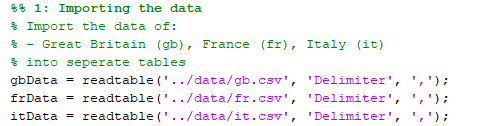 %% 1: Importing the data
% Import the data of:
% - Great Britain (gb), France (fr), Italy (it)
% into seperate tables
gbData = readtable('../data/gb.csv', 'Delimiter', ',');
frData = readtable('../data/fr.csv', 'Delimiter', ',');
itData = readtable('../data/it.csv', 'Delimiter', ',');